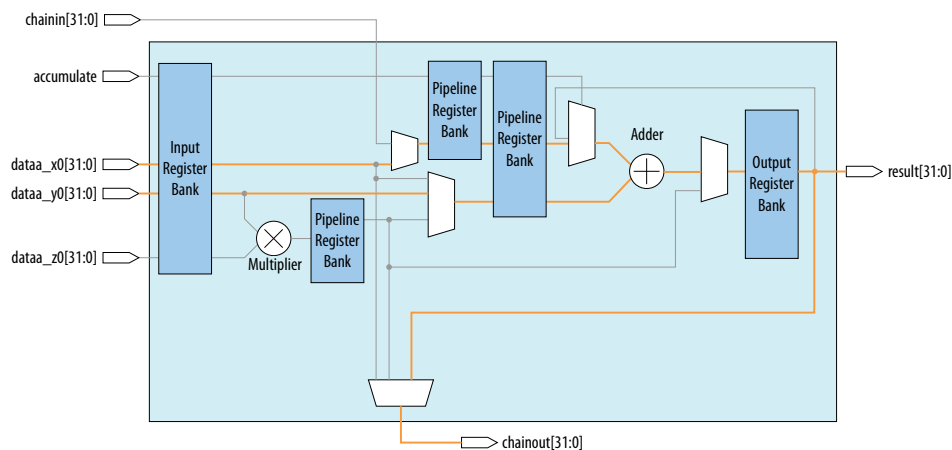 chainin[31:0]
accumulate
dataa_x0[31:0]
dataa_y0[31:0]
dataa_z0[31:0]
Input
Register
Bank
Multiplier
Pipeline
Register
Bank
Pipeline
Register
Bank
Pipeline
Register
Bank
Adder
Output
Register
Bank
result[31:0]
chainout[31:0]